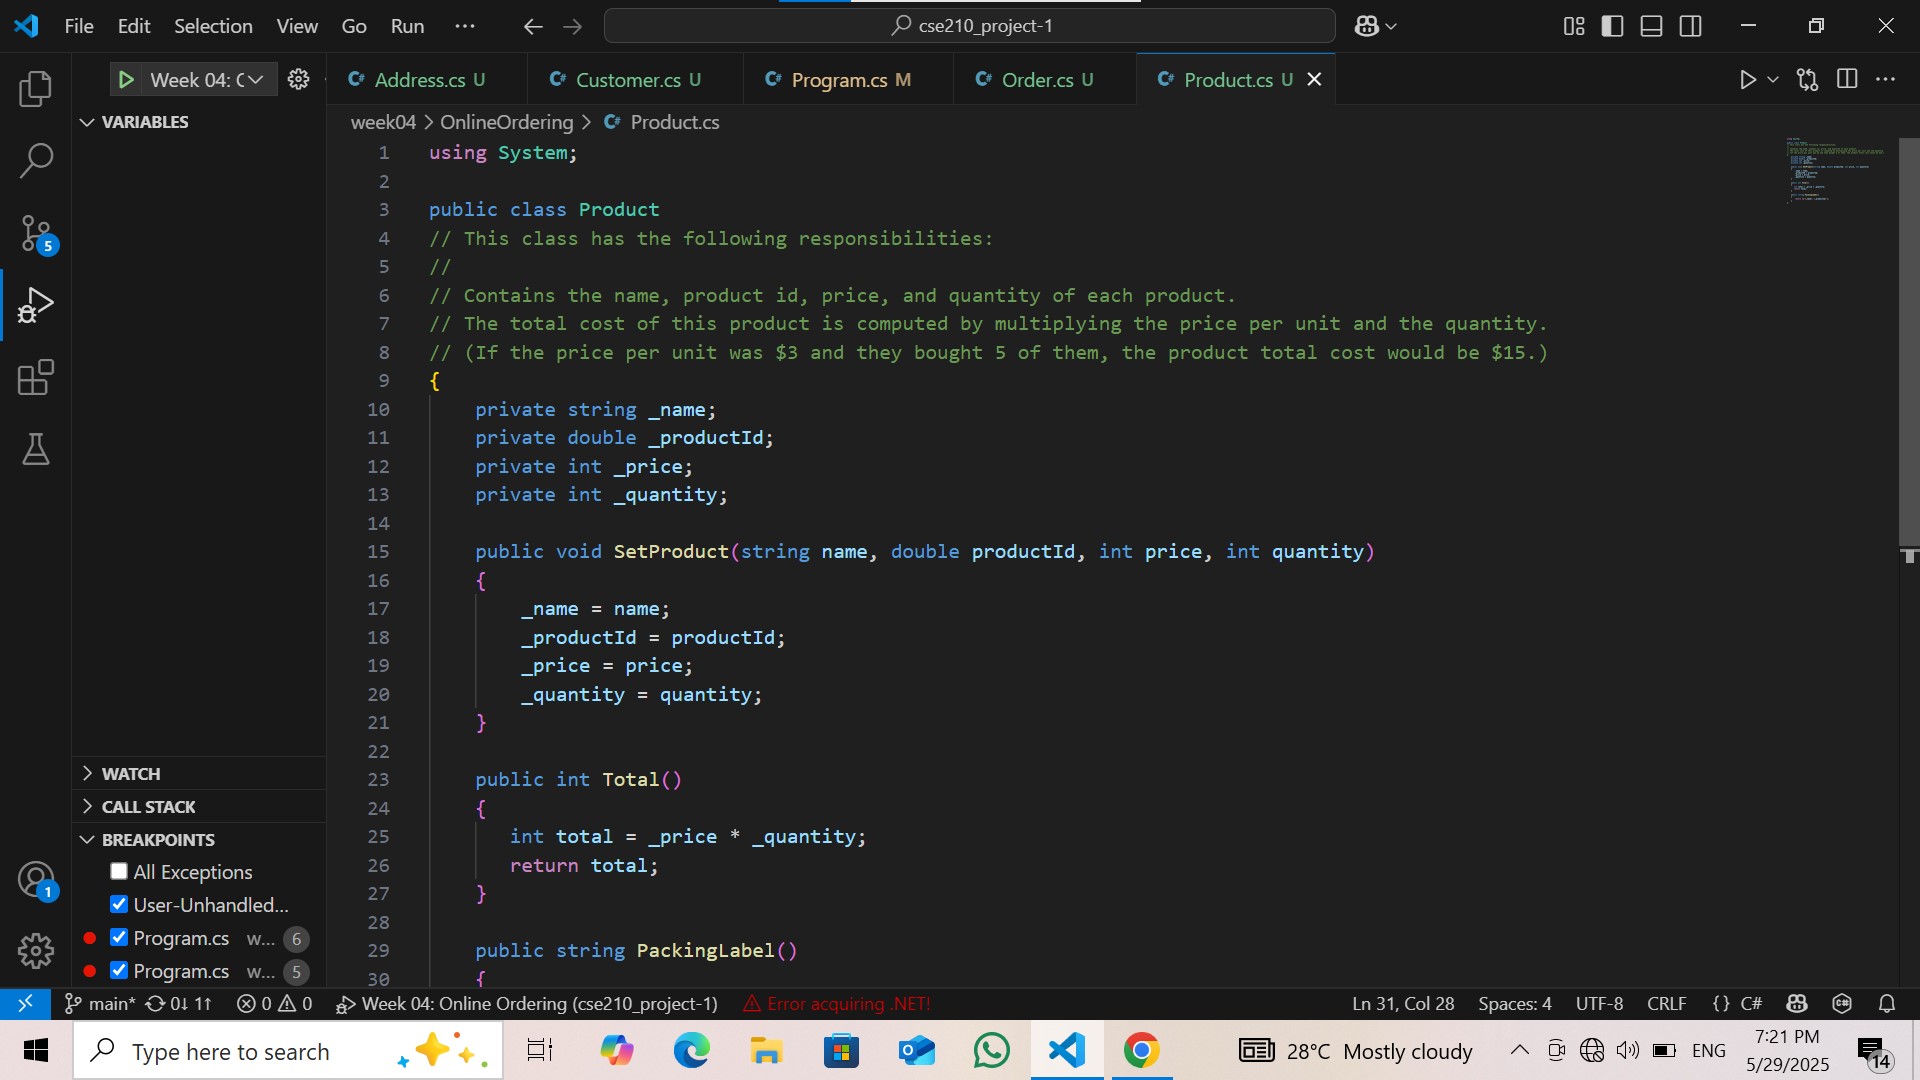 File Edit Selection View Go Run ··· cse210_project-1
Week 04: C Address.cs U Customer.cs U Program.cs M Order.cs U Product.cs U
VARIABLES
week04 > OnlineOrdering > Product.cs
1 using System;
2
3 public class Product
4 // This class has the following responsibilities:
5 //
6 // Contains the name, product id, price, and quantity of each product.
7 // The total cost of this product is computed by multiplying the price per unit and the quantity.
8 // (If the price per unit was $3 and they bought 5 of them, the product total cost would be $15.)
9 {
10 private string _name;
11 private double _productId;
12 private int _price;
13 private int _quantity;
14
15 public void SetProduct(string name, double productId, int price, int quantity)
16 {
17 _name = name;
18 _productId = productId;
19 _price = price;
20 _quantity = quantity;
21 }
22
23 public int Total()
24 {
25 int total = _price * _quantity;
26 return total;
27 }
28
29 public string PackingLabel()
30 {
5
1
WATCH
CALL STACK
BREAKPOINTS
All Exceptions
User-Unhandled...
Program.cs w... 6
Program.cs w... 5
main* 0↓ 1↑ 0 0 Week 04: Online Ordering (cse210_project-1) Error acquiring .NET! Ln 31, Col 28 Spaces: 4 UTF-8 CRLF {} C#
Type here to search 28°C Mostly cloudy ENG 7:21 PM
5/29/2025 14